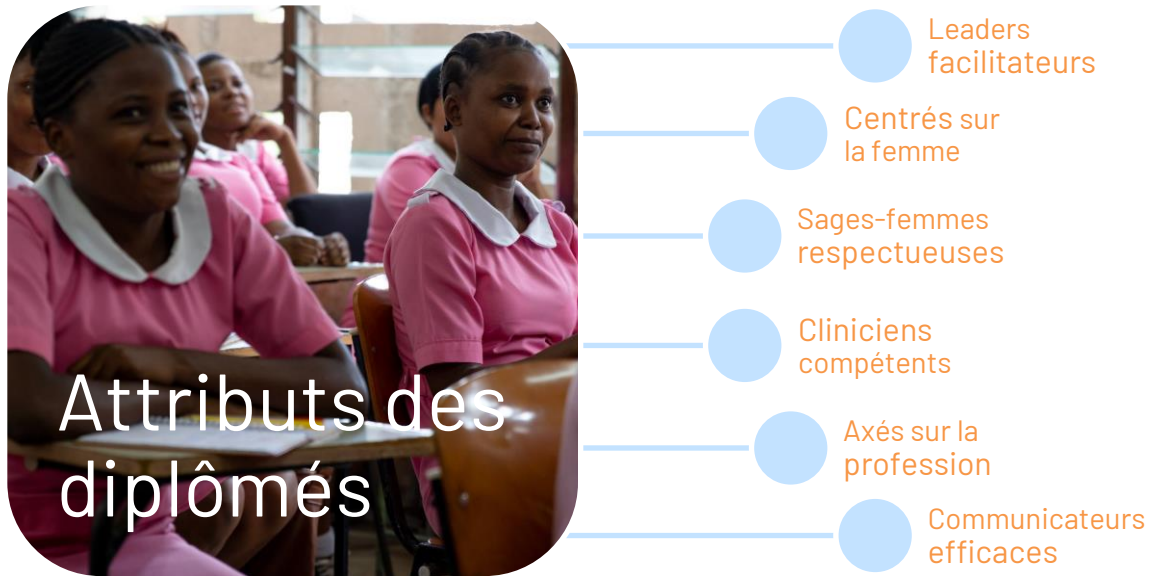 Attributs des
diplômés
Leaders
facilitateurs
Centrés sur
la femme
Sages-femmes
respectueuses
Cliniciens
compétents
Axés sur la
profession
Communicateurs
efficaces